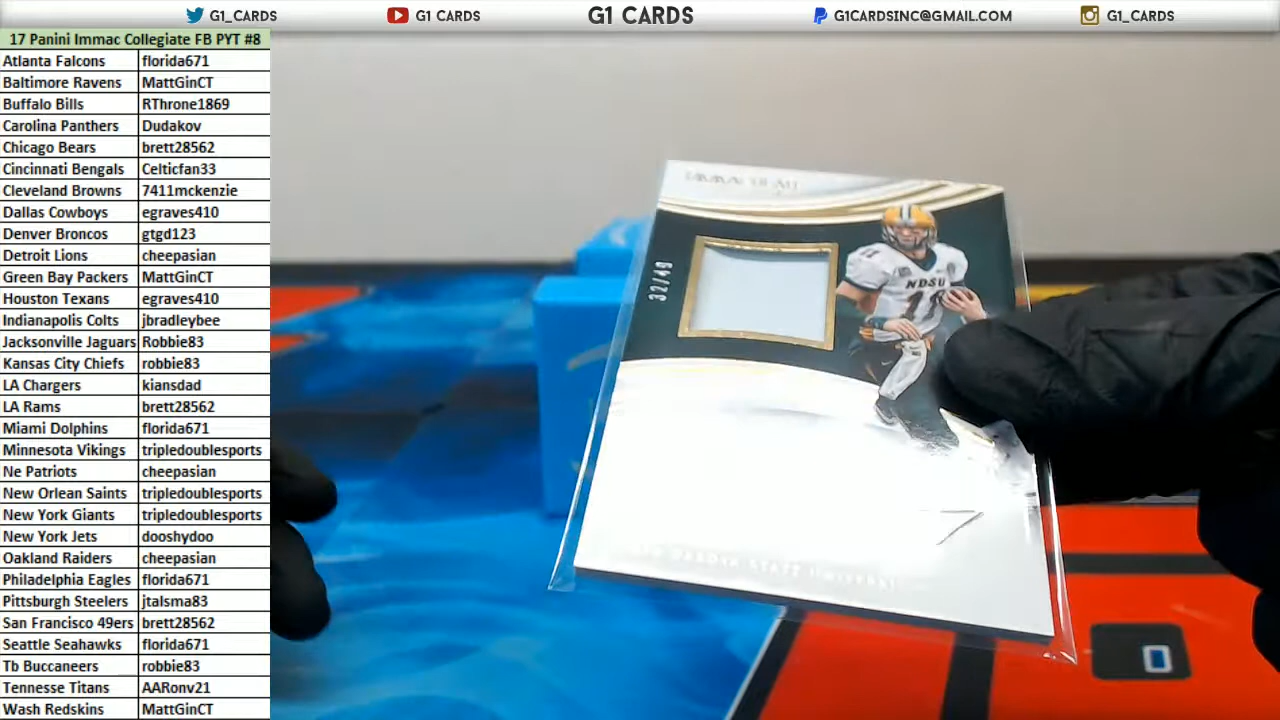 G1_CARDS
G1 CARDS
G1 CARDS
G1CARDSINC@GMAIL.COM
G1_CARDS
17 Panini Immac Collegiate FB PYT #8
Atlanta Falcons florida671
Baltimore Ravens MattGinCT
Buffalo Bills RThrone1869
Carolina Panthers Dudakov
Chicago Bears brett28562
Cincinnati Bengals Celticfan33
Cleveland Browns 7411mckenzie
Dallas Cowboys egraves410
Denver Broncos gtgd123
Detroit Lions cheepasian
Green Bay Packers MattGinCT
Houston Texans egraves410
Indianapolis Colts jbradleybee
Jacksonville Jaguars Robbie83
Kansas City Chiefs robbie83
LA Chargers kiansdad
LA Rams brett28562
Miami Dolphins florida671
Minnesota Vikings tripledoublesports
Ne Patriots cheepasian
New Orlean Saints tripledoublesports
New York Giants tripledoublesports
New York Jets dooshydoo
Oakland Raiders cheepasian
Philadelphia Eagles florida671
Pittsburgh Steelers jtalsma83
San Francisco 49ers brett28562
Seattle Seahawks florida671
Tb Buccaneers robbie83
Tennesse Titans AARonv21
Wash Redskins MattGinCT
32/49
11
NDSU
11